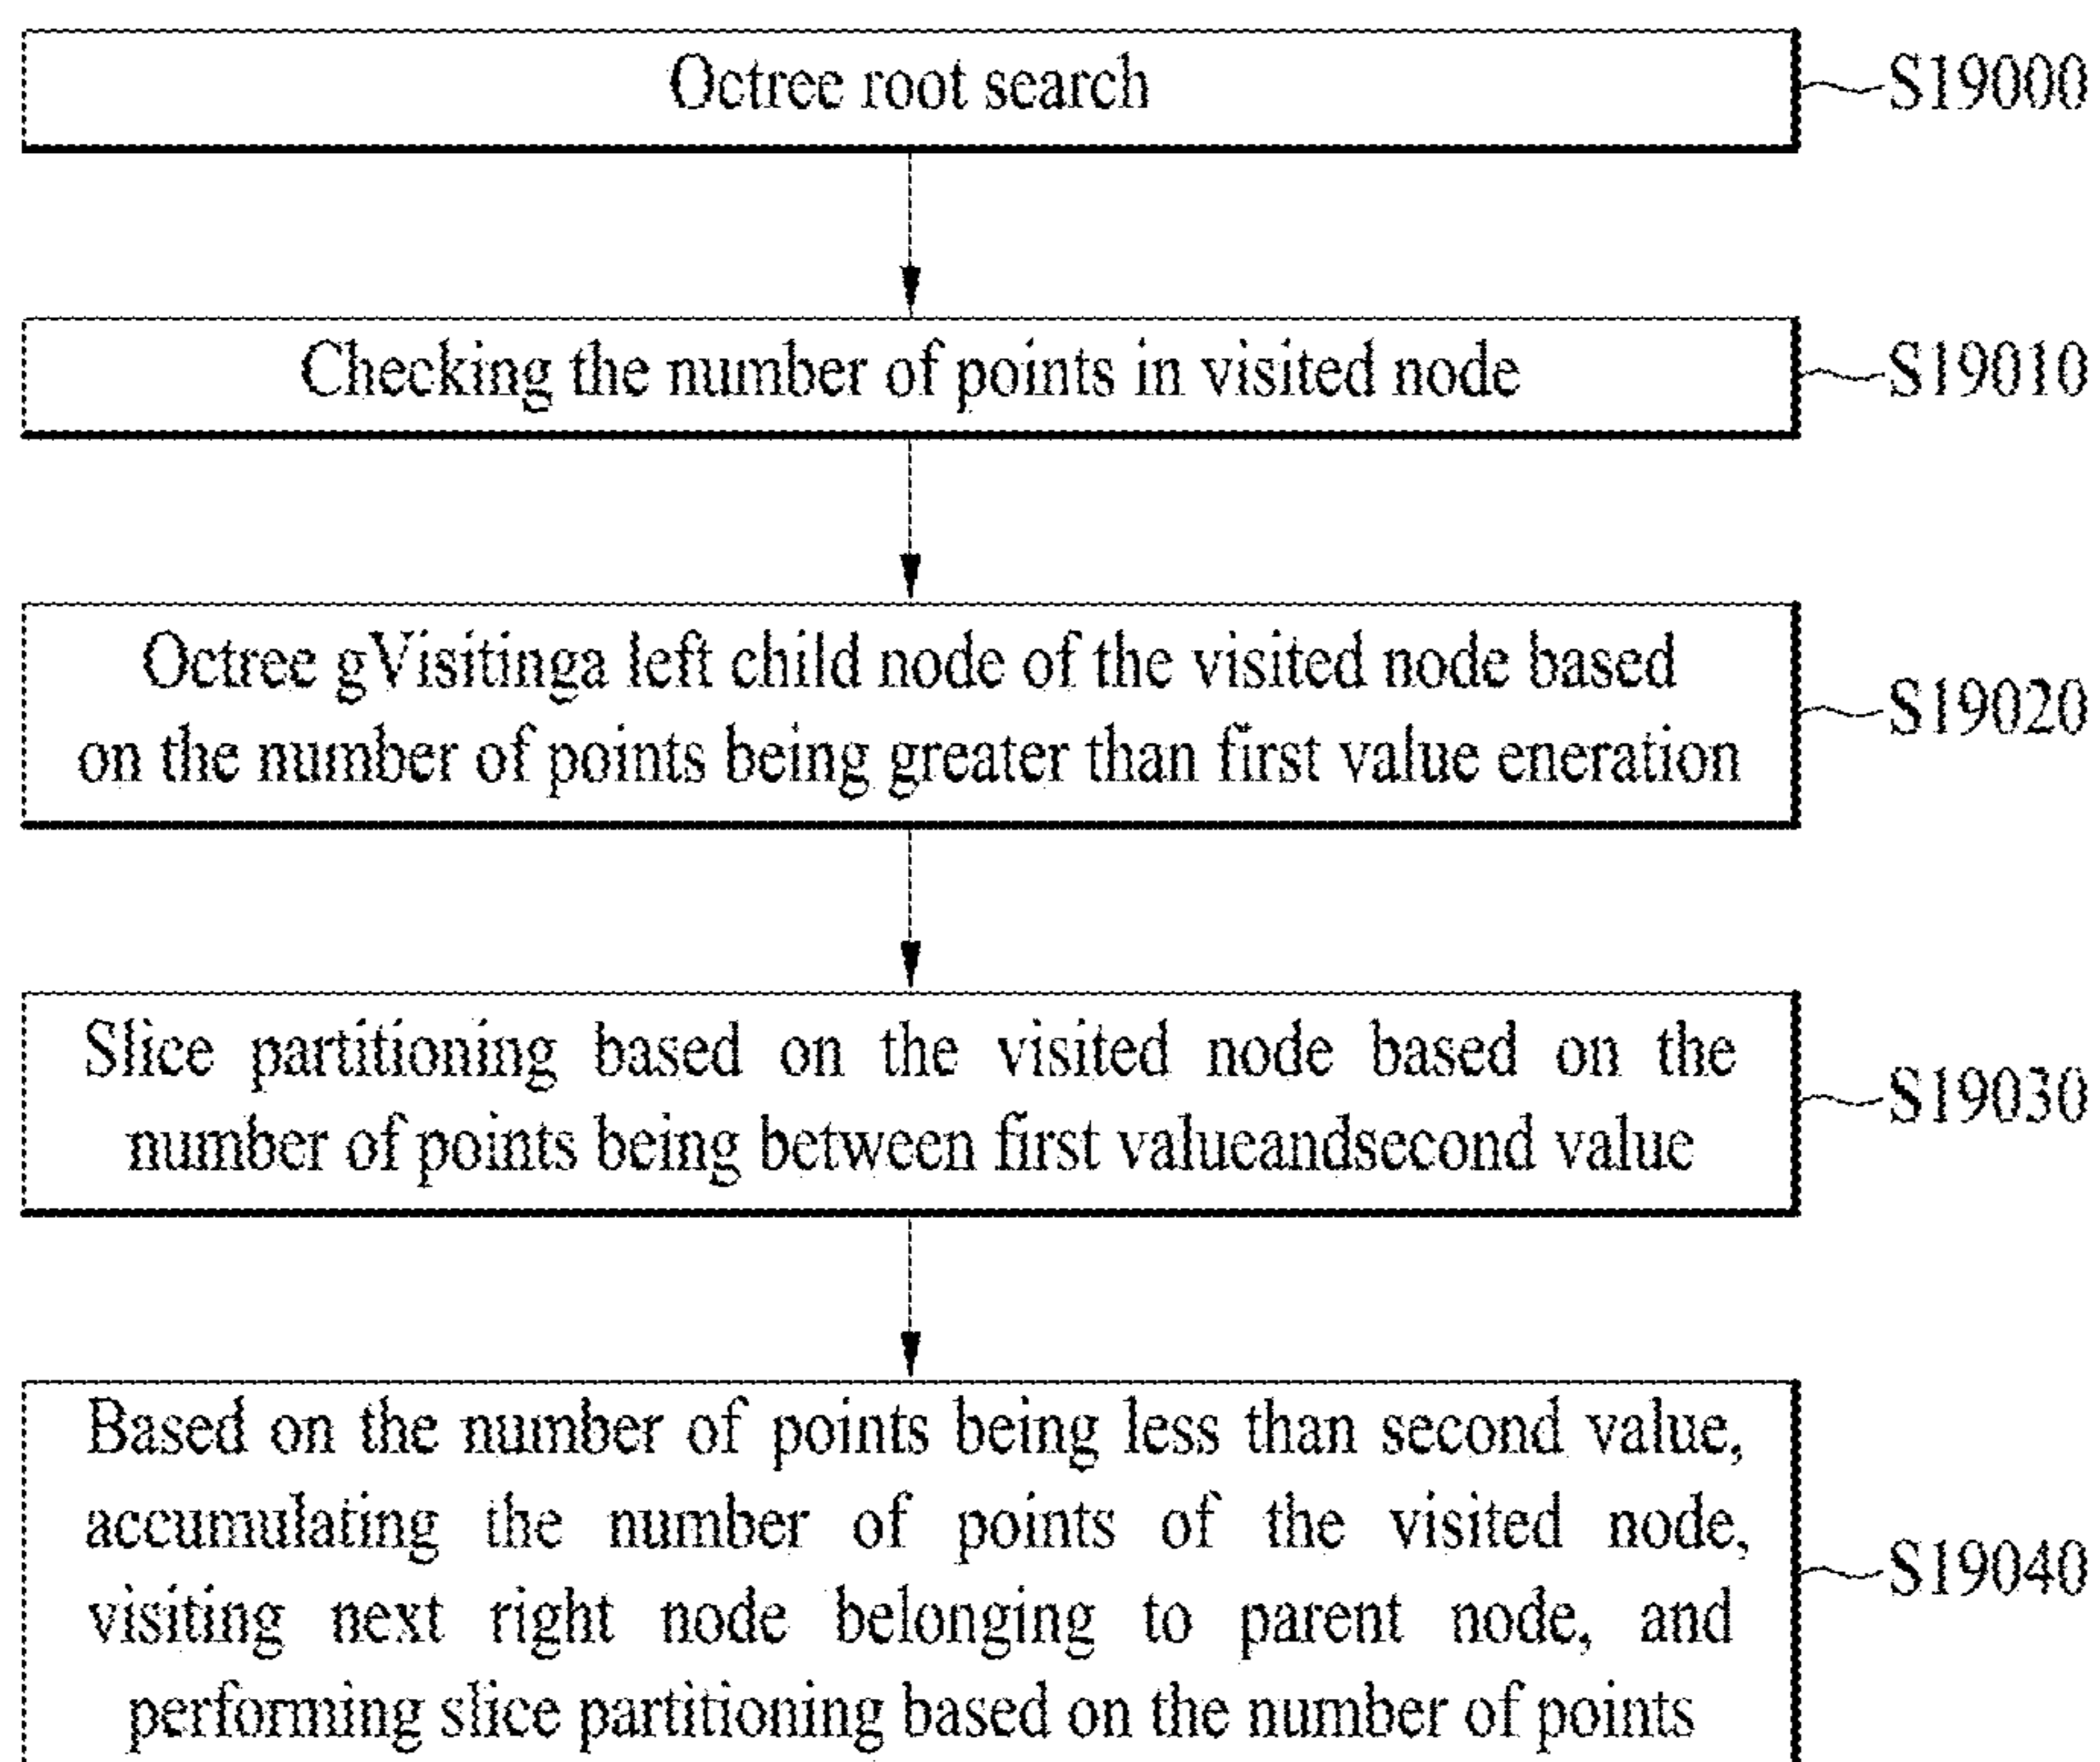 Octree root search
S19000
Checking the number of points in visited node
S19010
Octree gVisitinga left child node of the visited node based
on the number of points being greater than first value eneration
S19020
Slice partitioning based on the visited node based on the
number of points being between first valueandsecond value
S19030
Based on the number of points being less than second value,
accumulating the number of points of the visited node,
visiting next right node belonging to parent node, and
performing slice partitioning based on the number of points
S19040